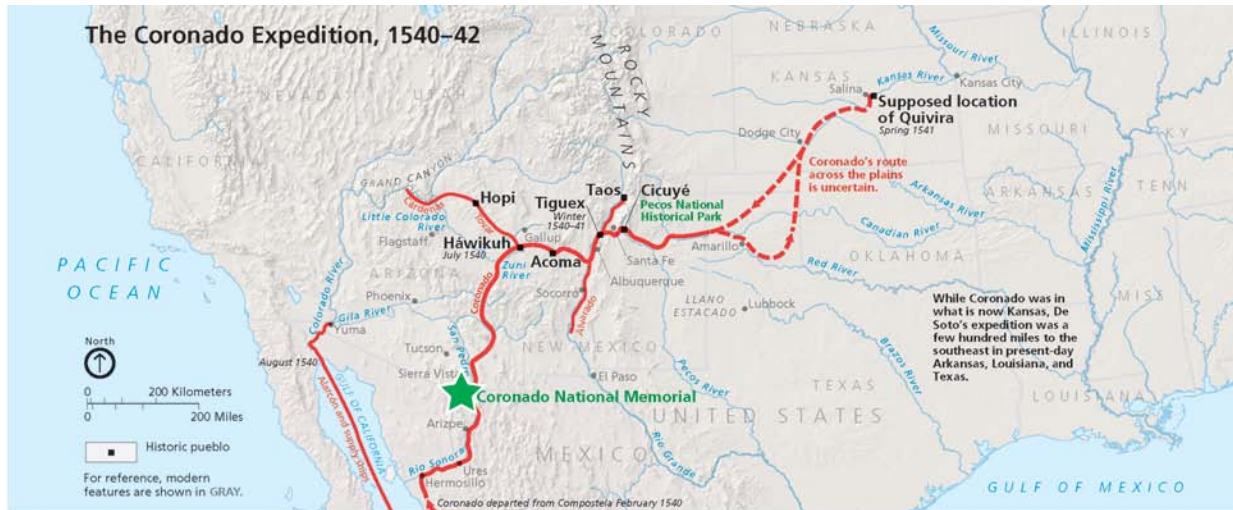 The Coronado Expedition, 1540–42
COLORADO
NEBRASKA
ILLINOIS
Missouri River
ROCKY
MOUNTAINS
KANSAS
Kansas River
Salina
Kansas City
NEVADA
UTAH
Supposed location
of Quivira
Spring 1541
MISSOURI
KY
Dodge City
CALIFORNIA
Coronado's route
across the plains
is uncertain.
GRAND CANYON
Cárdenas
Hopi
Tovar
Taos
Cicuyé
Pecos National
Historical Park
Tiguex
Winter
1540–41
Arkansas River
ARKANSAS
TENN
Mississippi River
Little Colorado
River
Flagstaff
Háwikuh
July 1540
Gallup
Zuni
River
Acoma
Santa Fe
Albuquerque
Amarillo
Canadian River
OKLAHOMA
Red River
PACIFIC
OCEAN
ARIZONA
Colorado River
Phoenix
Gila River
Yuma
Coronado
Socorro
Alvarado
LLANO
ESTACADO
Lubbock
MISS
While Coronado was in
what is now Kansas, De
Soto's expedition was a
few hundred miles to the
southeast in present-day
Arkansas, Louisiana, and
Texas.
North
August 1540
Tucson
San Pedro
Sierra Vista
NEW MEXICO
El Paso
Pecos River
Brazos River
TEXAS
LOUISIANA
0 200 Kilometers
0 200 Miles
GULF OF CALIFORNIA
Alarcón and supply ships
Coronado National Memorial
UNITED STATES
Arizpe
MEXICO
Rio Grande
Historic pueblo
Rio Sonora
Ures
Hermosillo
For reference, modern
features are shown in GRAY.
GULF OF MEXICO
Coronado departed from Compostela February 1540